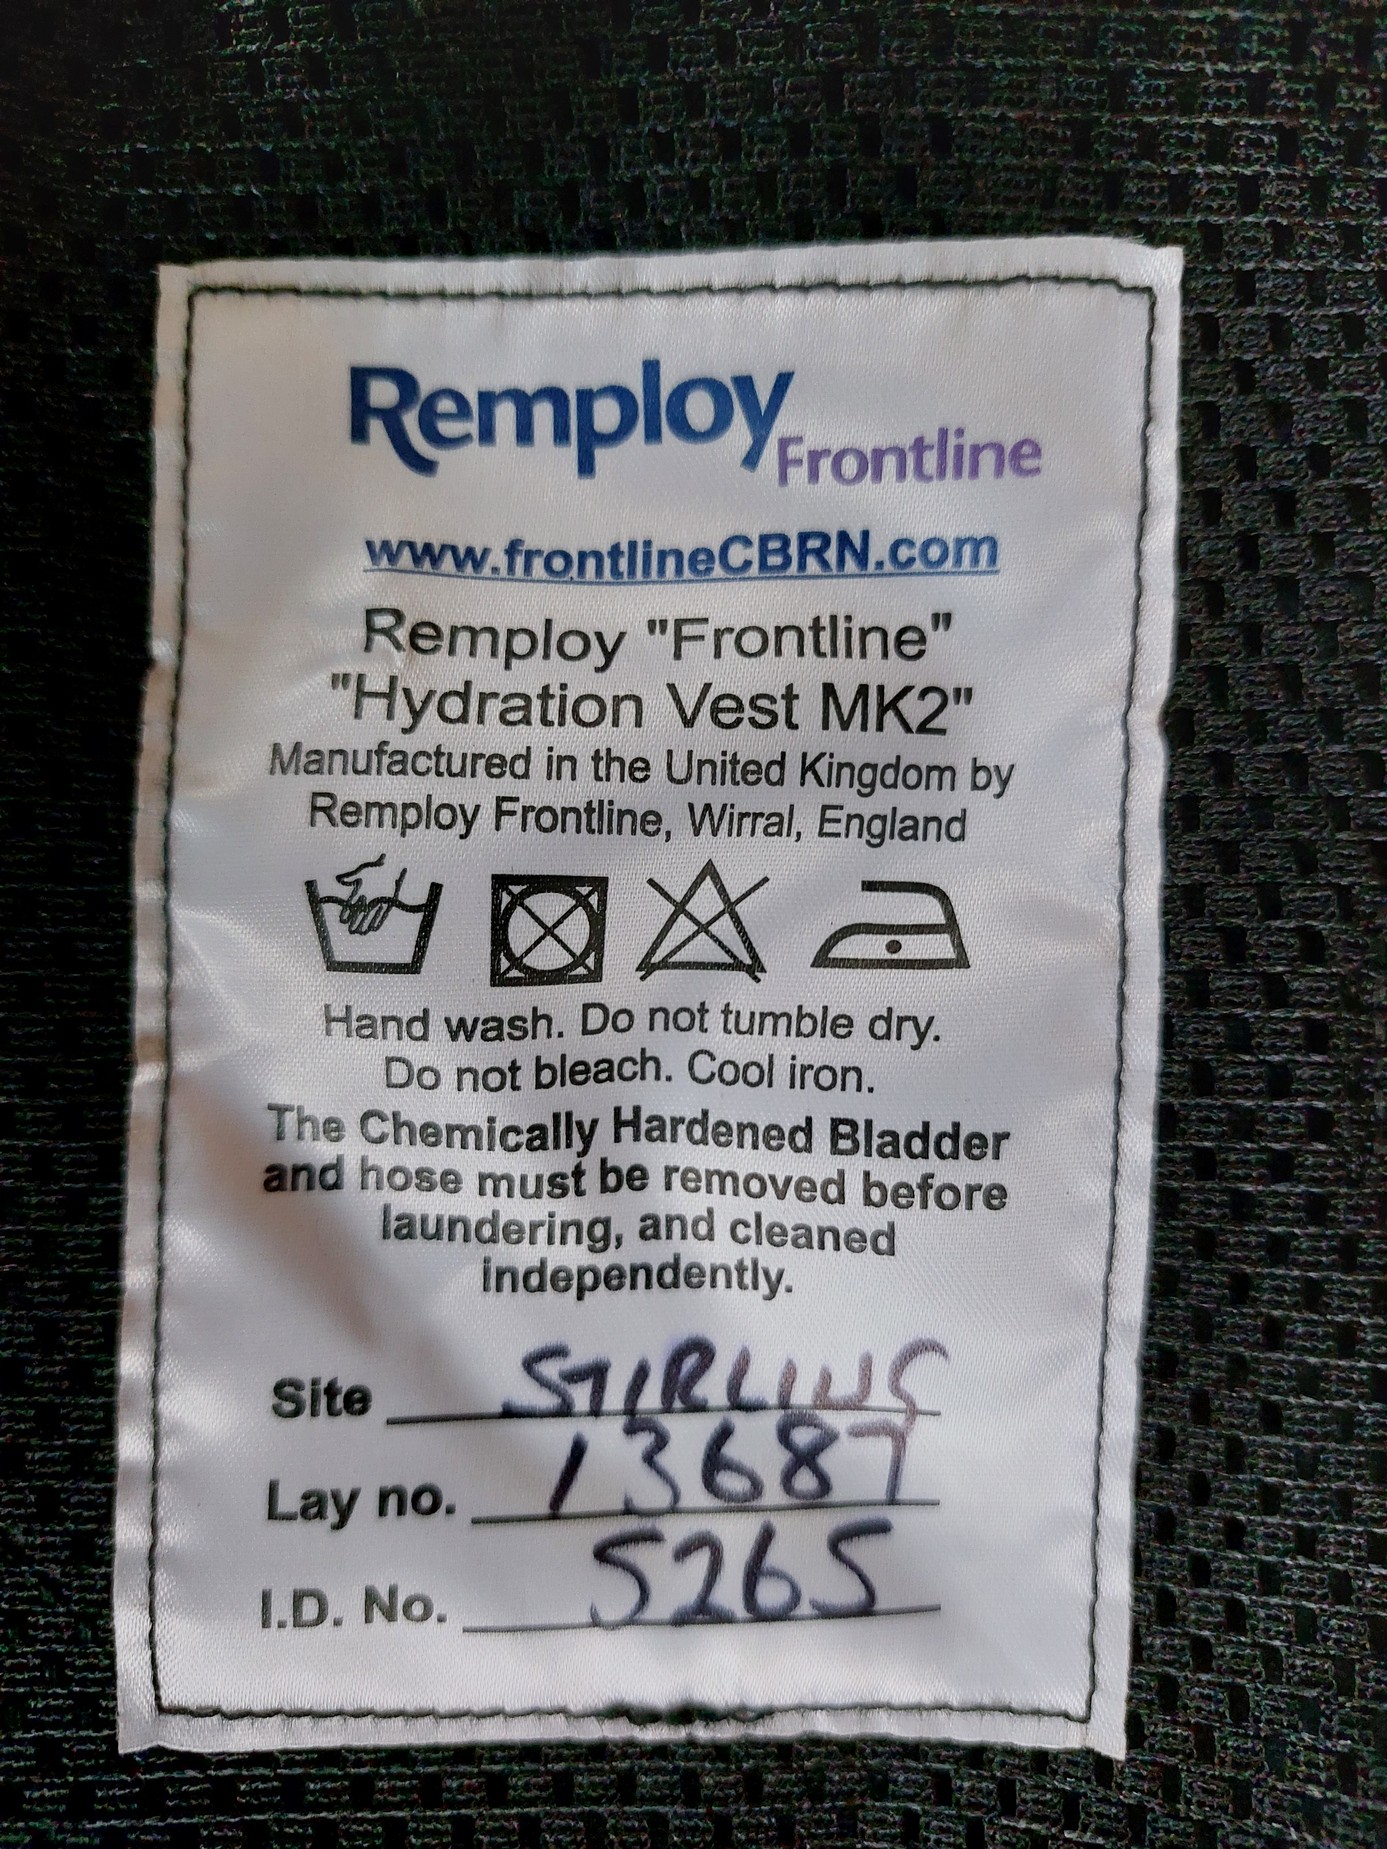 Remploy Frontline
www.frontlineCBRN.com
Remploy "Frontline"
"Hydration Vest MK2"
Manufactured in the United Kingdom by
Remploy Frontline, Wirral, England
Hand wash. Do not tumble dry.
Do not bleach. Cool iron.
The Chemically Hardened Bladder
and hose must be removed before
laundering, and cleaned
independently.
Site STIRLING
Lay no. 13687
I.D. No. 5265